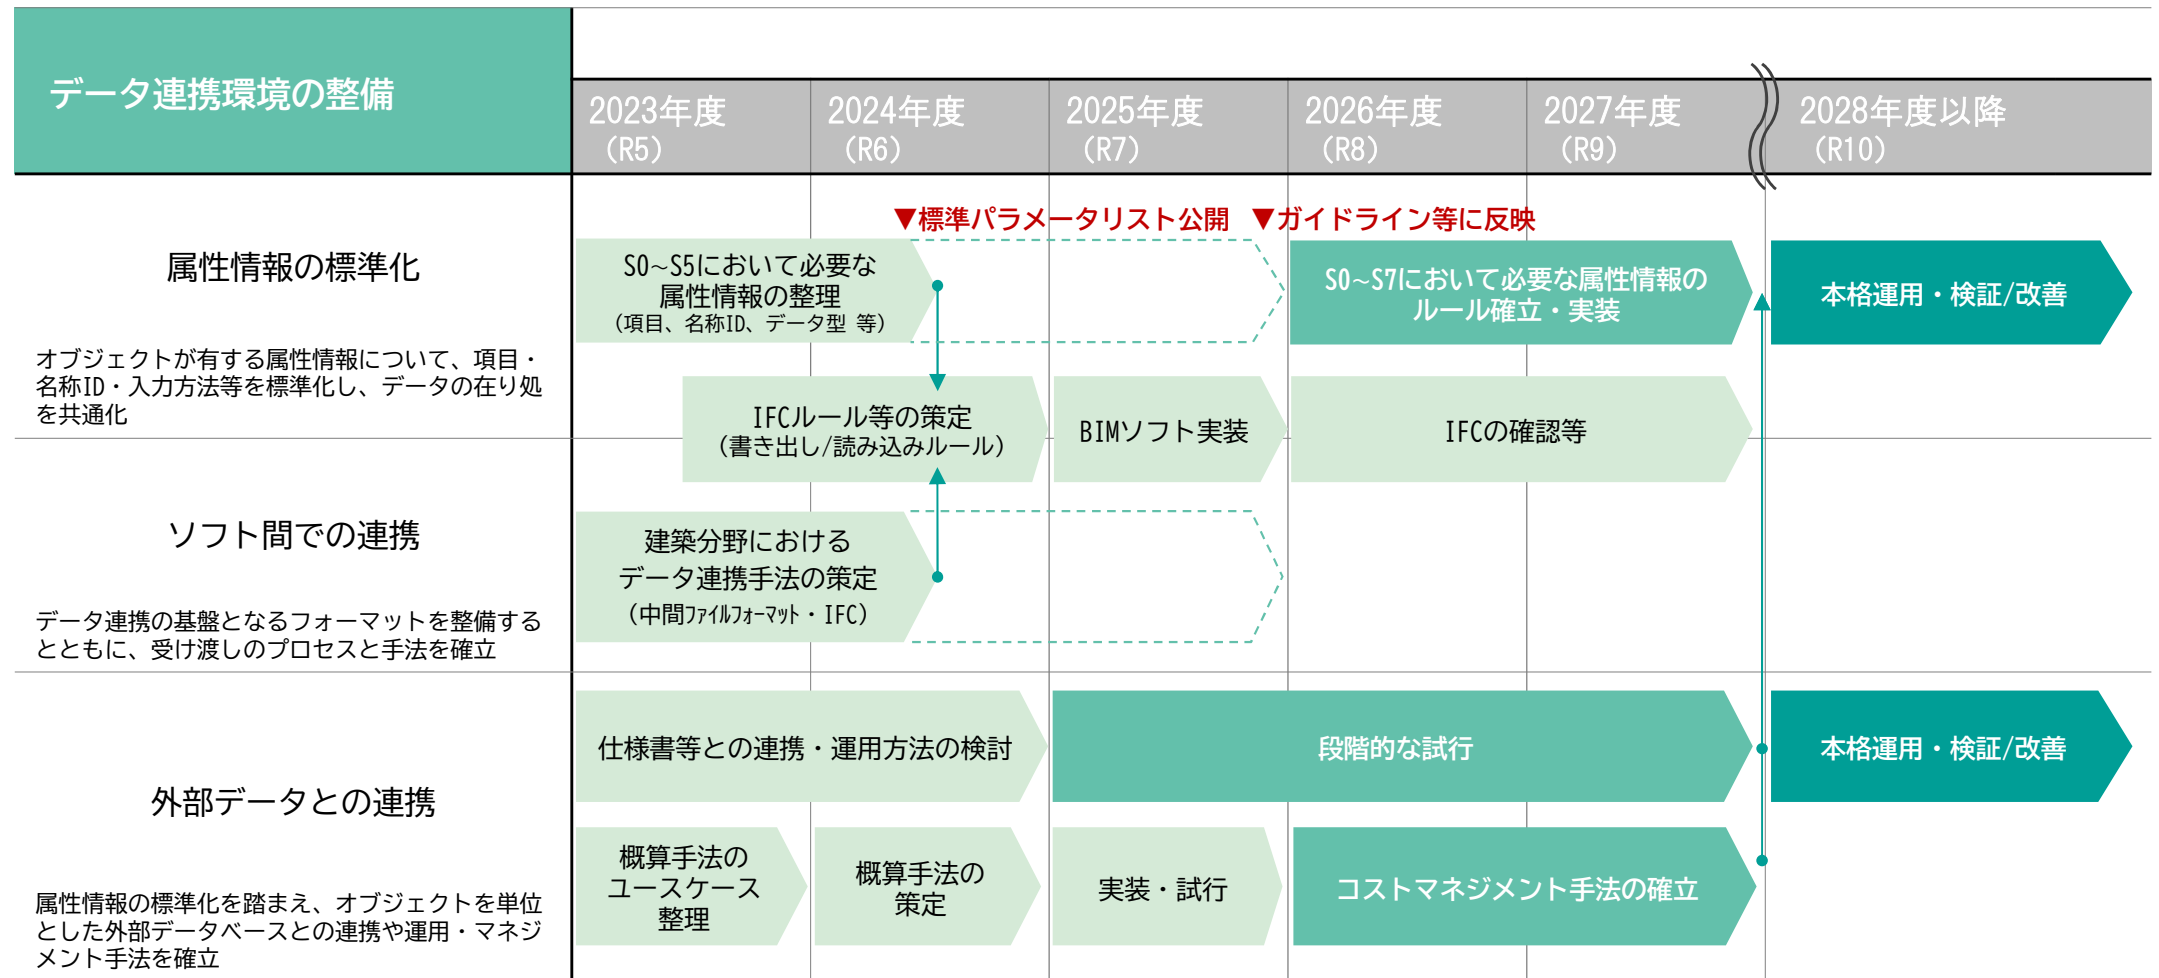 データ連携環境の整備
2023年度
（R5）
2024年度
（R6）
2025年度
（R7）
2026年度
（R8）
2027年度
（R9）
2028年度以降
（R10）
属性情報の標準化
オブジェクトが有する属性情報について、項目・
名称ID・入力方法等を標準化し、データの在り処
を共通化
▼標準パラメータリスト公開
▼ガイドライン等に反映
S0~S5において必要な
属性情報の整理
（項目、名称ID、データ型 等）
S0~S7において必要な属性情報の
ルール確立・実装
本格運用・検証/改善
IFCルール等の策定
（書き出し/読み込みルール）
BIMソフト実装
IFCの確認等
ソフト間での連携
データ連携の基盤となるフォーマットを整備する
とともに、受け渡しのプロセスと手法を確立
建築分野における
データ連携手法の策定
（中間ﾌｧｲﾙﾌｫｰﾏｯﾄ・IFC）
外部データとの連携
属性情報の標準化を踏まえ、オブジェクトを単位
とした外部データベースとの連携や運用・マネジ
メント手法を確立
仕様書等との連携・運用方法の検討
段階的な試行
本格運用・検証/改善
概算手法の
ユースケース
整理
概算手法の
策定
実装・試行
コストマネジメント手法の確立